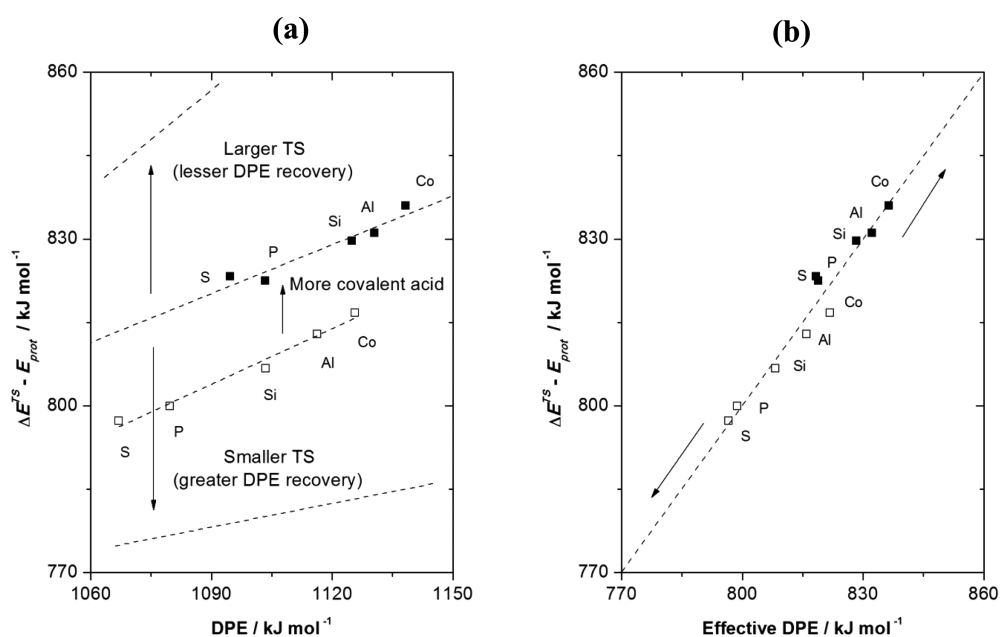 (a)
860
830
800
770
ΔE^TS - E_prot / kJ mol^-1
Larger TS
(lesser DPE recovery)
Co
Al
Si
P
S
More covalent acid
Co
Al
Si
P
S
Smaller TS
(greater DPE recovery)
1060
1090
1120
1150
DPE / kJ mol^-1
(b)
860
830
800
770
ΔE^TS - E_prot / kJ mol^-1
Co
Al
Si
P
S
Co
Al
Si
P
S
770
800
830
860
Effective DPE / kJ mol^-1